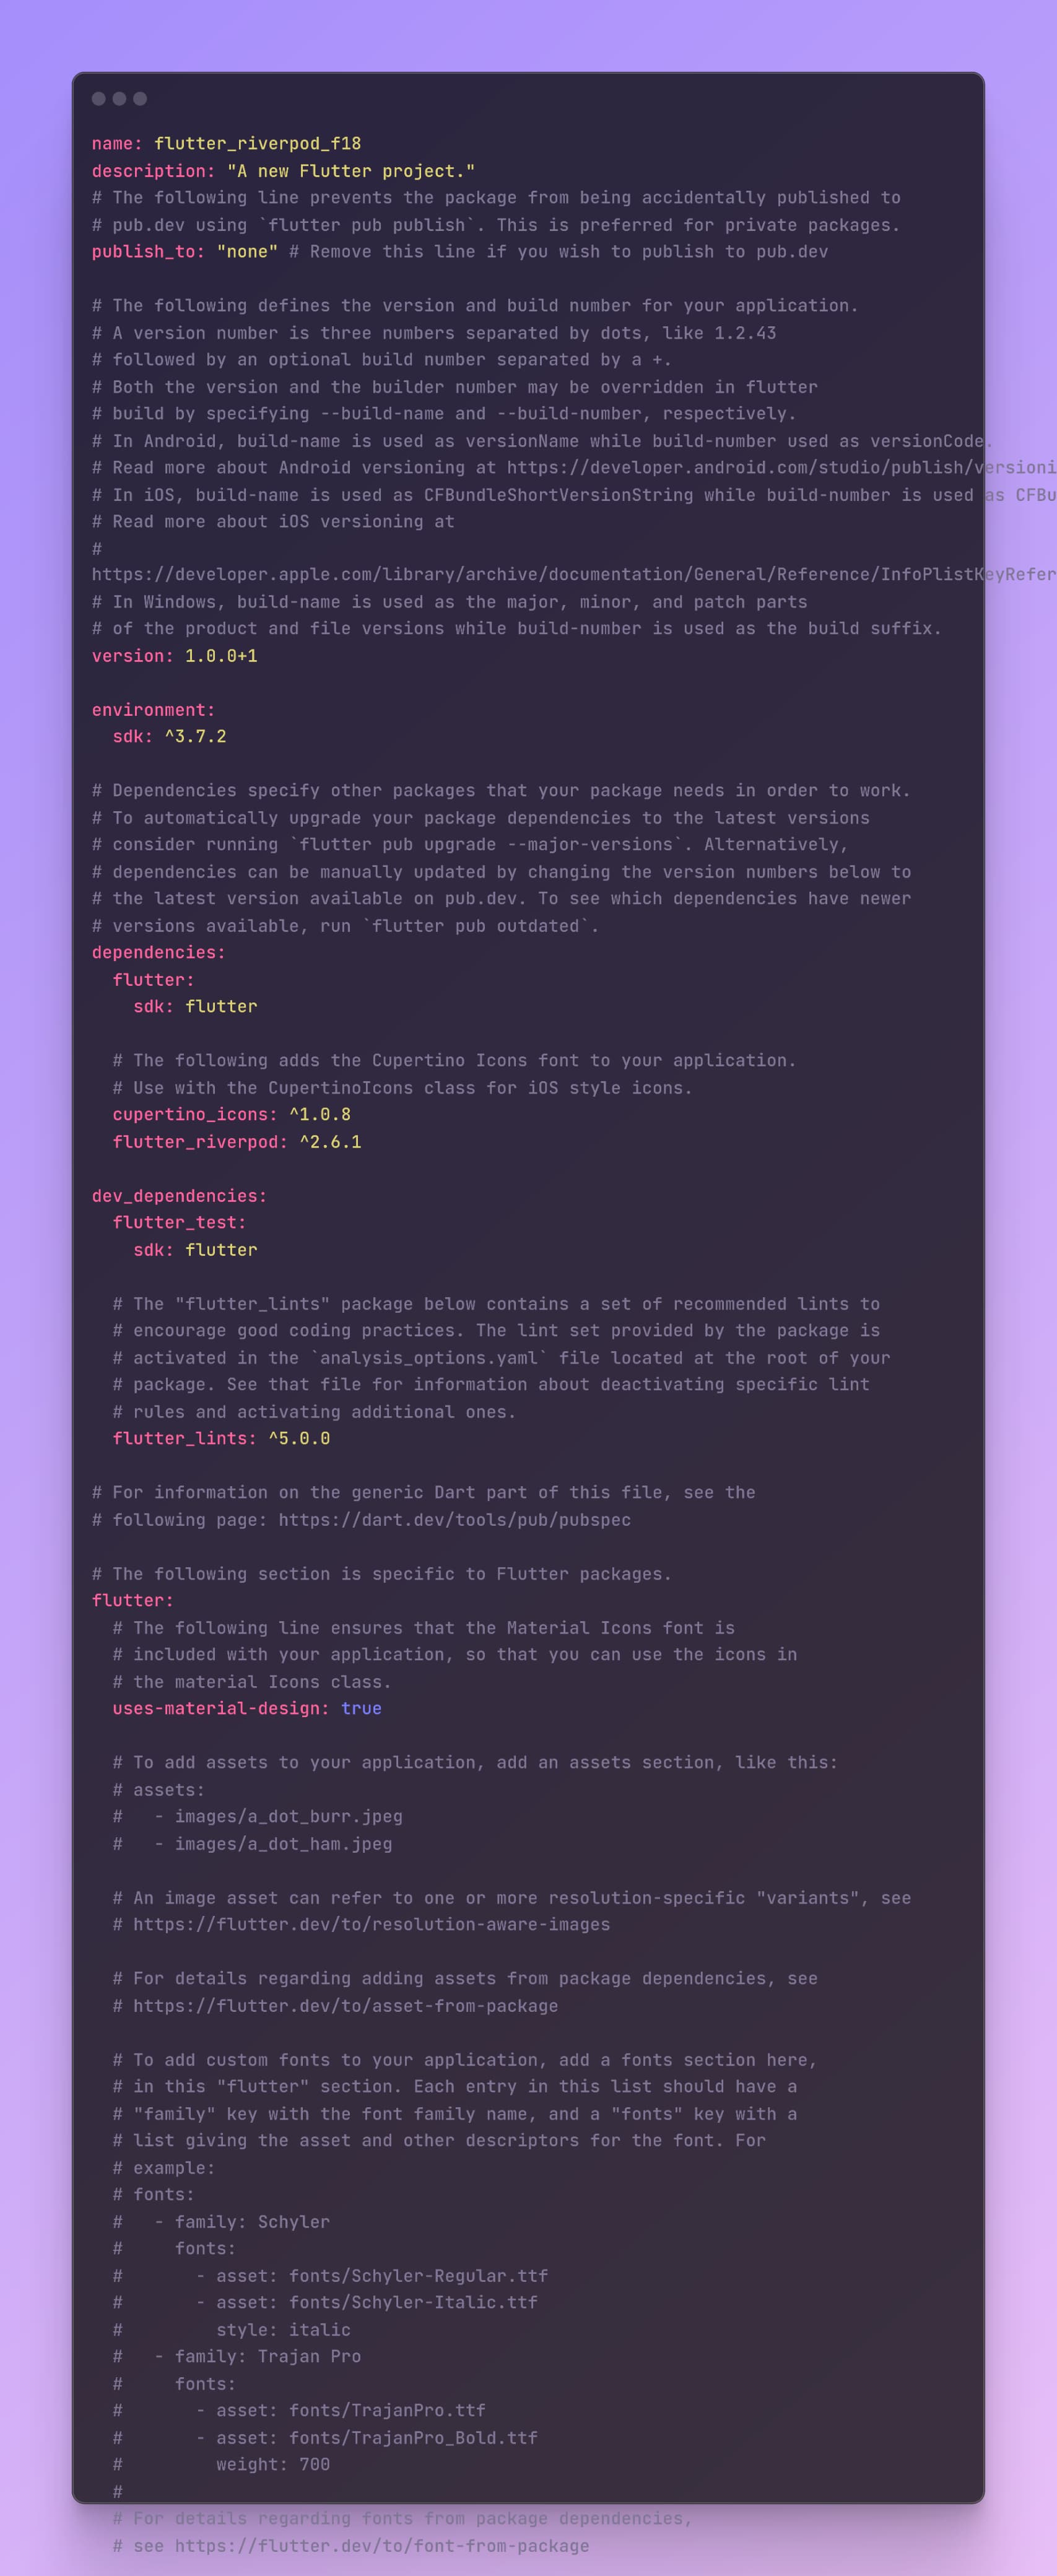 name: flutter_riverpod_f18
description: "A new Flutter project."
# The following line prevents the package from being accidentally published to
# pub.dev using `flutter pub publish`. This is preferred for private packages.
publish_to: "none" # Remove this line if you wish to publish to pub.dev

# The following defines the version and build number for your application.
# A version number is three numbers separated by dots, like 1.2.43
# followed by an optional build number separated by a +.
# Both the version and the builder number may be overridden in flutter
# build by specifying --build-name and --build-number, respectively.
# In Android, build-name is used as versionName while build-number used as versionCode.
# Read more about Android versioning at https://developer.android.com/studio/publish/versioni
# In iOS, build-name is used as CFBundleShortVersionString while build-number is used as CFBu
# Read more about iOS versioning at
#
https://developer.apple.com/library/archive/documentation/General/Reference/InfoPlistKeyRefer
# In Windows, build-name is used as the major, minor, and patch parts
# of the product and file versions while build-number is used as the build suffix.
version: 1.0.0+1

environment:
  sdk: ^3.7.2

# Dependencies specify other packages that your package needs in order to work.
# To automatically upgrade your package dependencies to the latest versions
# consider running `flutter pub upgrade --major-versions`. Alternatively,
# dependencies can be manually updated by changing the version numbers below to
# the latest version available on pub.dev. To see which dependencies have newer
# versions available, run `flutter pub outdated`.
dependencies:
  flutter:
    sdk: flutter

  # The following adds the Cupertino Icons font to your application.
  # Use with the CupertinoIcons class for iOS style icons.
  cupertino_icons: ^1.0.8
  flutter_riverpod: ^2.6.1

dev_dependencies:
  flutter_test:
    sdk: flutter

  # The "flutter_lints" package below contains a set of recommended lints to
  # encourage good coding practices. The lint set provided by the package is
  # activated in the `analysis_options.yaml` file located at the root of your
  # package. See that file for information about deactivating specific lint
  # rules and activating additional ones.
  flutter_lints: ^5.0.0

# For information on the generic Dart part of this file, see the
# following page: https://dart.dev/tools/pub/pubspec

# The following section is specific to Flutter packages.
flutter:
  # The following line ensures that the Material Icons font is
  # included with your application, so that you can use the icons in
  # the material Icons class.
  uses-material-design: true

  # To add assets to your application, add an assets section, like this:
  # assets:
  #   - images/a_dot_burr.jpeg
  #   - images/a_dot_ham.jpeg

  # An image asset can refer to one or more resolution-specific "variants", see
  # https://flutter.dev/to/resolution-aware-images

  # For details regarding adding assets from package dependencies, see
  # https://flutter.dev/to/asset-from-package

  # To add custom fonts to your application, add a fonts section here,
  # in this "flutter" section. Each entry in this list should have a
  # "family" key with the font family name, and a "fonts" key with a
  # list giving the asset and other descriptors for the font. For
  # example:
  # fonts:
  #   - family: Schyler
  #     fonts:
  #       - asset: fonts/Schyler-Regular.ttf
  #       - asset: fonts/Schyler-Italic.ttf
  #         style: italic
  #   - family: Trajan Pro
  #     fonts:
  #       - asset: fonts/TrajanPro.ttf
  #       - asset: fonts/TrajanPro_Bold.ttf
  #         weight: 700
  #
  # For details regarding fonts from package dependencies,
  # see https://flutter.dev/to/font-from-package